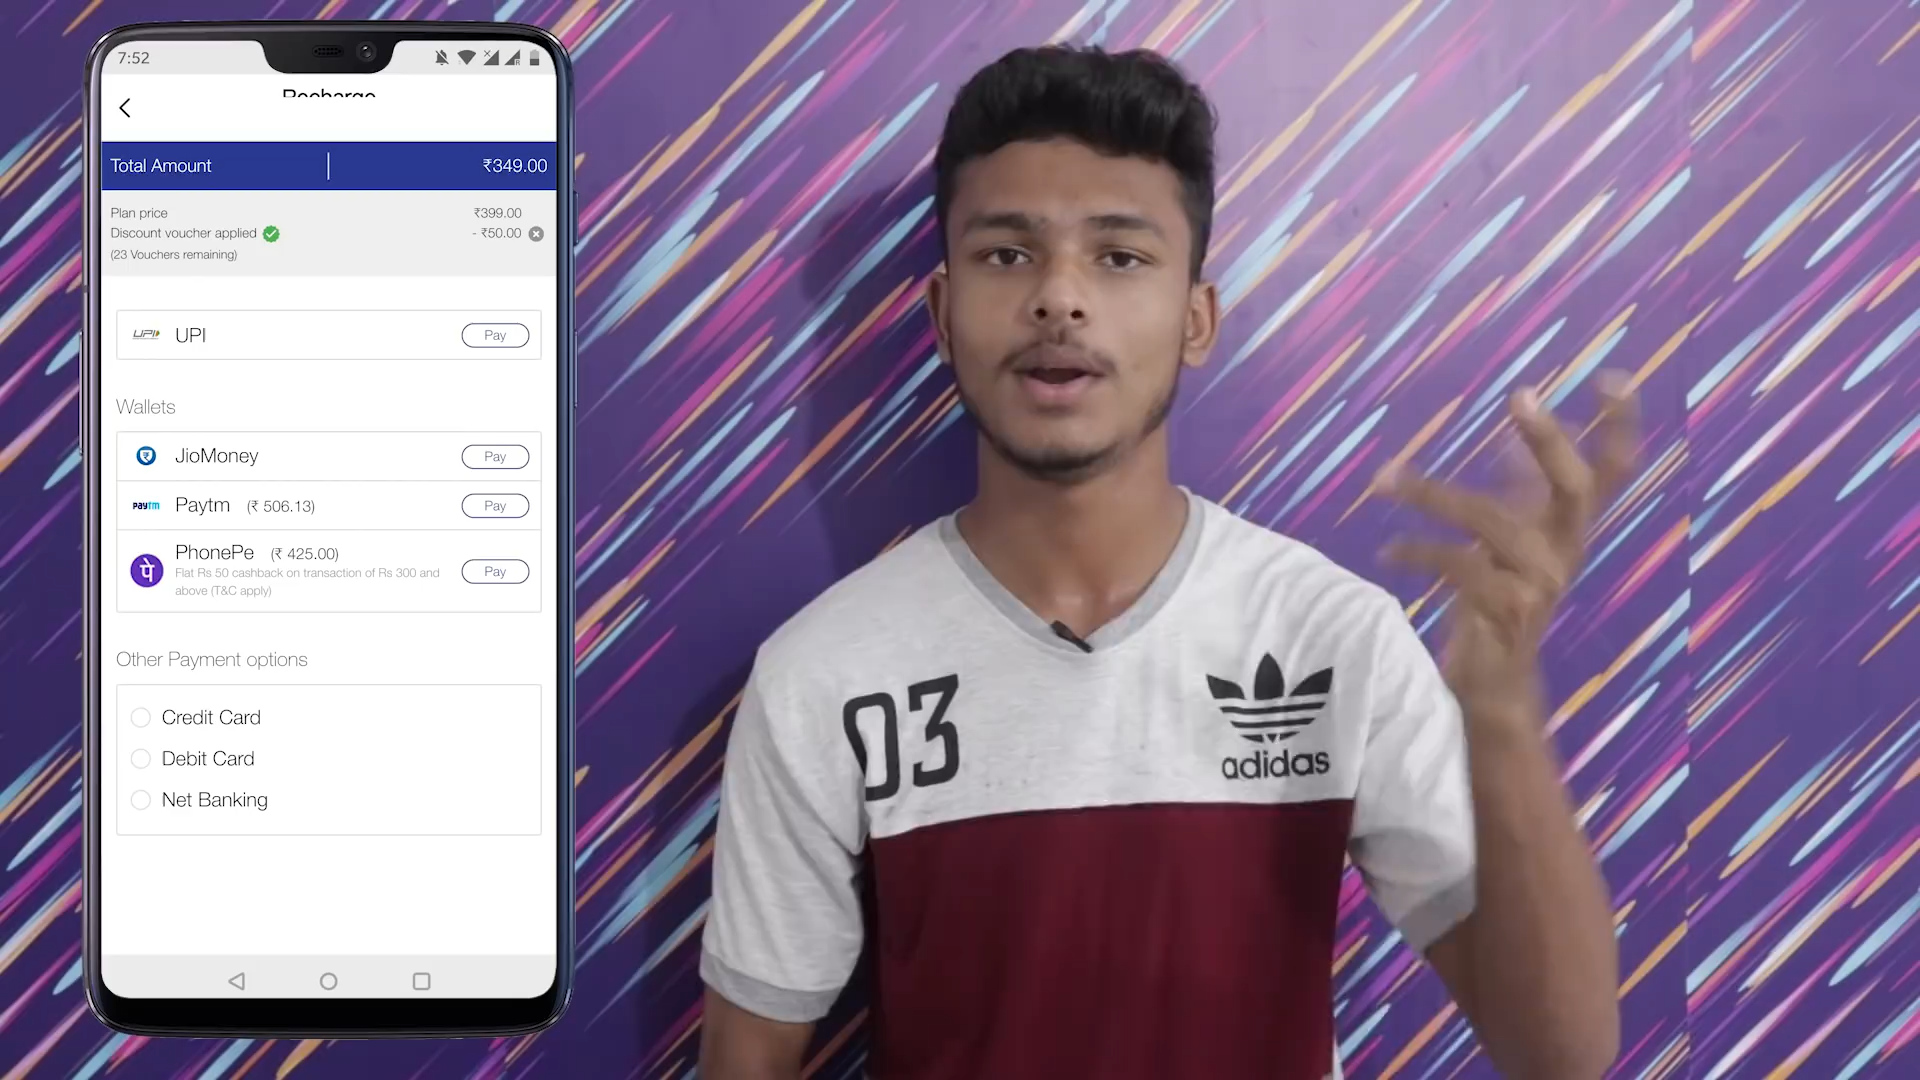 7:52
Recharge
Total Amount ₹349.00
Plan price ₹399.00
Discount voucher applied - ₹50.00
(23 Vouchers remaining)
UPI UPI Pay
Wallets
JioMoney Pay
paytm Paytm (₹ 506.13) Pay
पे PhonePe (₹ 425.00) Pay
Flat Rs 50 cashback on transaction of Rs 300 and
above (T&C apply)
Other Payment options
Credit Card
Debit Card
Net Banking
03
adidas